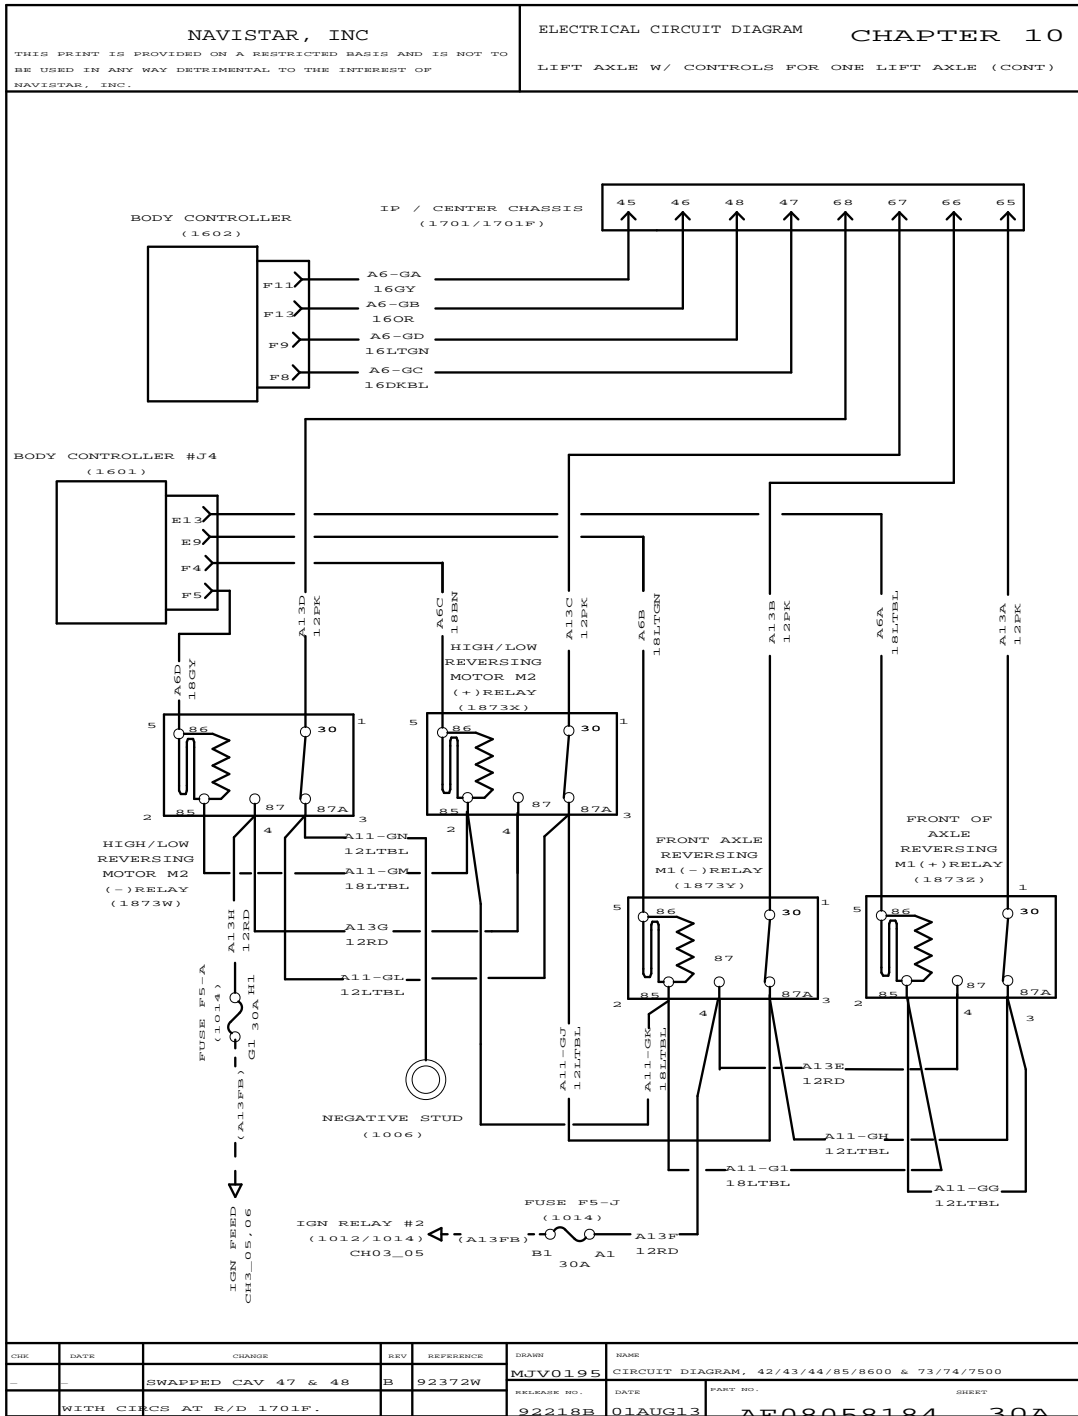 NAVISTAR, INC
THIS PRINT IS PROVIDED ON A RESTRICTED BASIS AND IS NOT TO
BE USED IN ANY WAY DETRIMENTAL TO THE INTEREST OF
NAVISTAR, INC.
ELECTRICAL CIRCUIT DIAGRAM
CHAPTER 10
LIFT AXLE W/ CONTROLS FOR ONE LIFT AXLE (CONT)
IP / CENTER CHASSIS
(1701/1701F)
45 46 48 47 68 67 66 65
BODY CONTROLLER
(1602)
F11
A6-GA
16GY
F13
A6-GB
16OR
F9
A6-GD
16LTGN
F8
A6-GC
16DKBL
BODY CONTROLLER #J4
(1601)
E13
E9
F4
F5
A6D
18GY
A13D
12PK
A6C
18BN
A13C
12PK
A6B
18LTGN
A13B
12PK
A6A
18LTBL
A13A
12PK
HIGH/LOW
REVERSING
MOTOR M2
(+)RELAY
(1873X)
5 86 30 1
2 85 87 4 87A 3
5 86 30 1
85 2 87 4 87A 3
HIGH/LOW
REVERSING
MOTOR M2
(-)RELAY
(1873W)
A11-GN
12LTBL
A11-GM
18LTBL
A13G
12RD
A11-GL
12LTBL
A13H
12RD
FUSE F5-A
(1014)
G1 30A H1
(A13FB)
IGN FEED
CH3_05,06
NEGATIVE STUD
(1006)
FRONT AXLE
REVERSING
M1(-)RELAY
(1873Y)
5 86 30 1
2 85 87 4 87A 3
FRONT OF
AXLE
REVERSING
M1(+)RELAY
(1873Z)
5 86 30 1
2 85 87 4 87A 3
A11-GJ
12LTBL
A11-GK
18LTBL
A13E
12RD
A11-GH
12LTBL
A11-G1
18LTBL
A11-GG
12LTBL
IGN RELAY #2
(1012/1014)
CH03_05
(A13FB)
FUSE F5-J
(1014)
B1 A1
30A
A13F
12RD
CHK DATE CHANGE REV REFERENCE DRAWN NAME
- - SWAPPED CAV 47 & 48 B 92372W MJV0195 CIRCUIT DIAGRAM, 42/43/44/85/8600 & 73/74/7500
WITH CIRCS AT R/D 1701F.
RELEASE NO. DATE PART NO. SHEET
92218B 01AUG13 AE08058184 30A